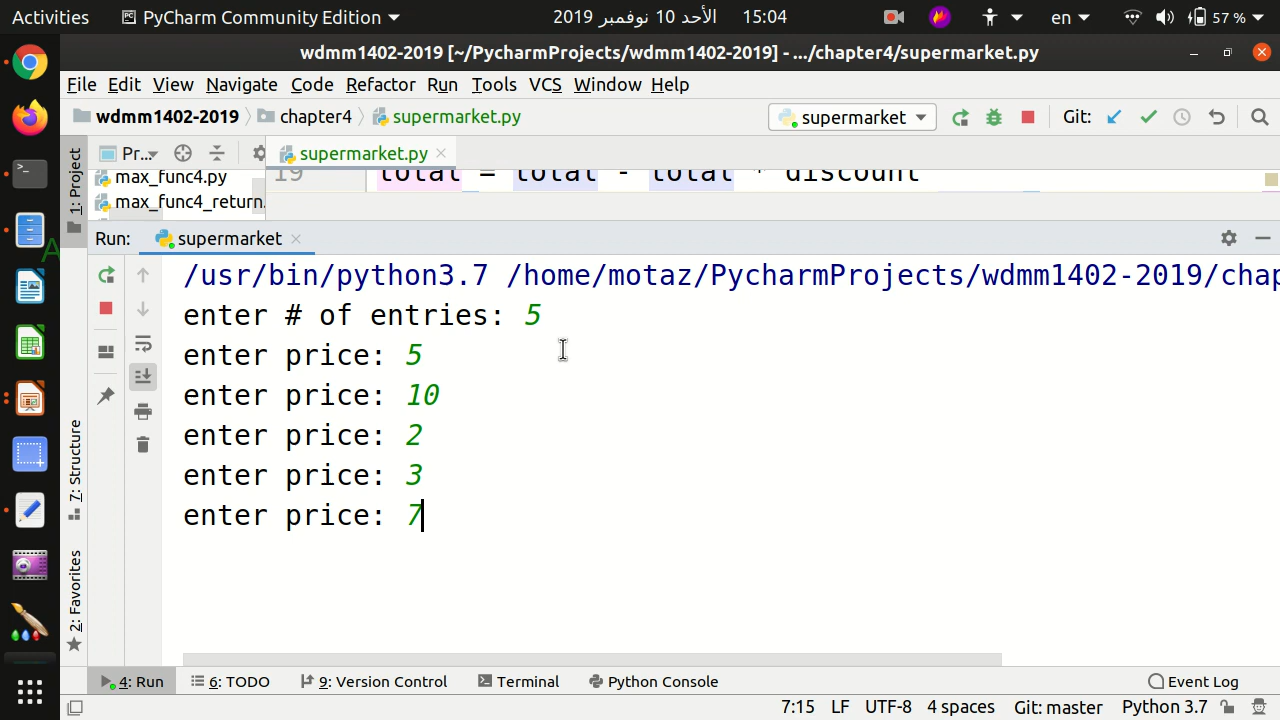 Activities PyCharm Community Edition 2019 الأحد 10 نوفمبر 15:04 en 57 %
wdmm1402-2019 [~/PycharmProjects/wdmm1402-2019] - .../chapter4/supermarket.py
File Edit View Navigate Code Refactor Run Tools VCS Window Help
wdmm1402-2019 chapter4 supermarket.py supermarket Git:
1: Project Pr... supermarket.py
max_func4.py 19 total = total - total * discount
max_func4_return.
Run: supermarket
/usr/bin/python3.7 /home/motaz/PycharmProjects/wdmm1402-2019/chap
enter # of entries: 5
enter price: 5
enter price: 10
enter price: 2
enter price: 3
enter price: 7
7: Structure
2: Favorites
4: Run 6: TODO 9: Version Control Terminal Python Console Event Log
7:15 LF UTF-8 4 spaces Git: master Python 3.7